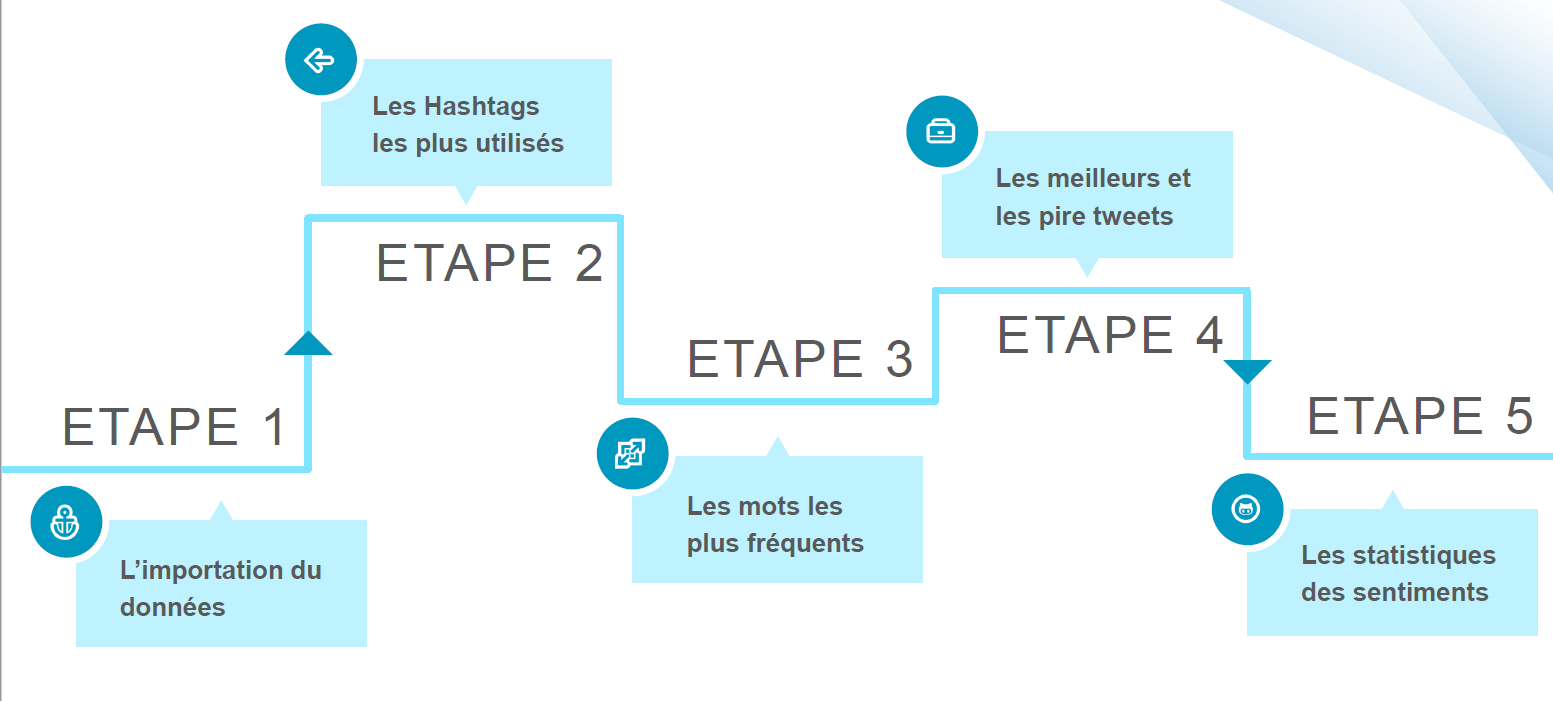 ETAPE 1
L’importation du
données
Les Hashtags
les plus utilisés
ETAPE 2
ETAPE 3
Les mots les
plus fréquents
Les meilleurs et
les pire tweets
ETAPE 4
ETAPE 5
Les statistiques
des sentiments